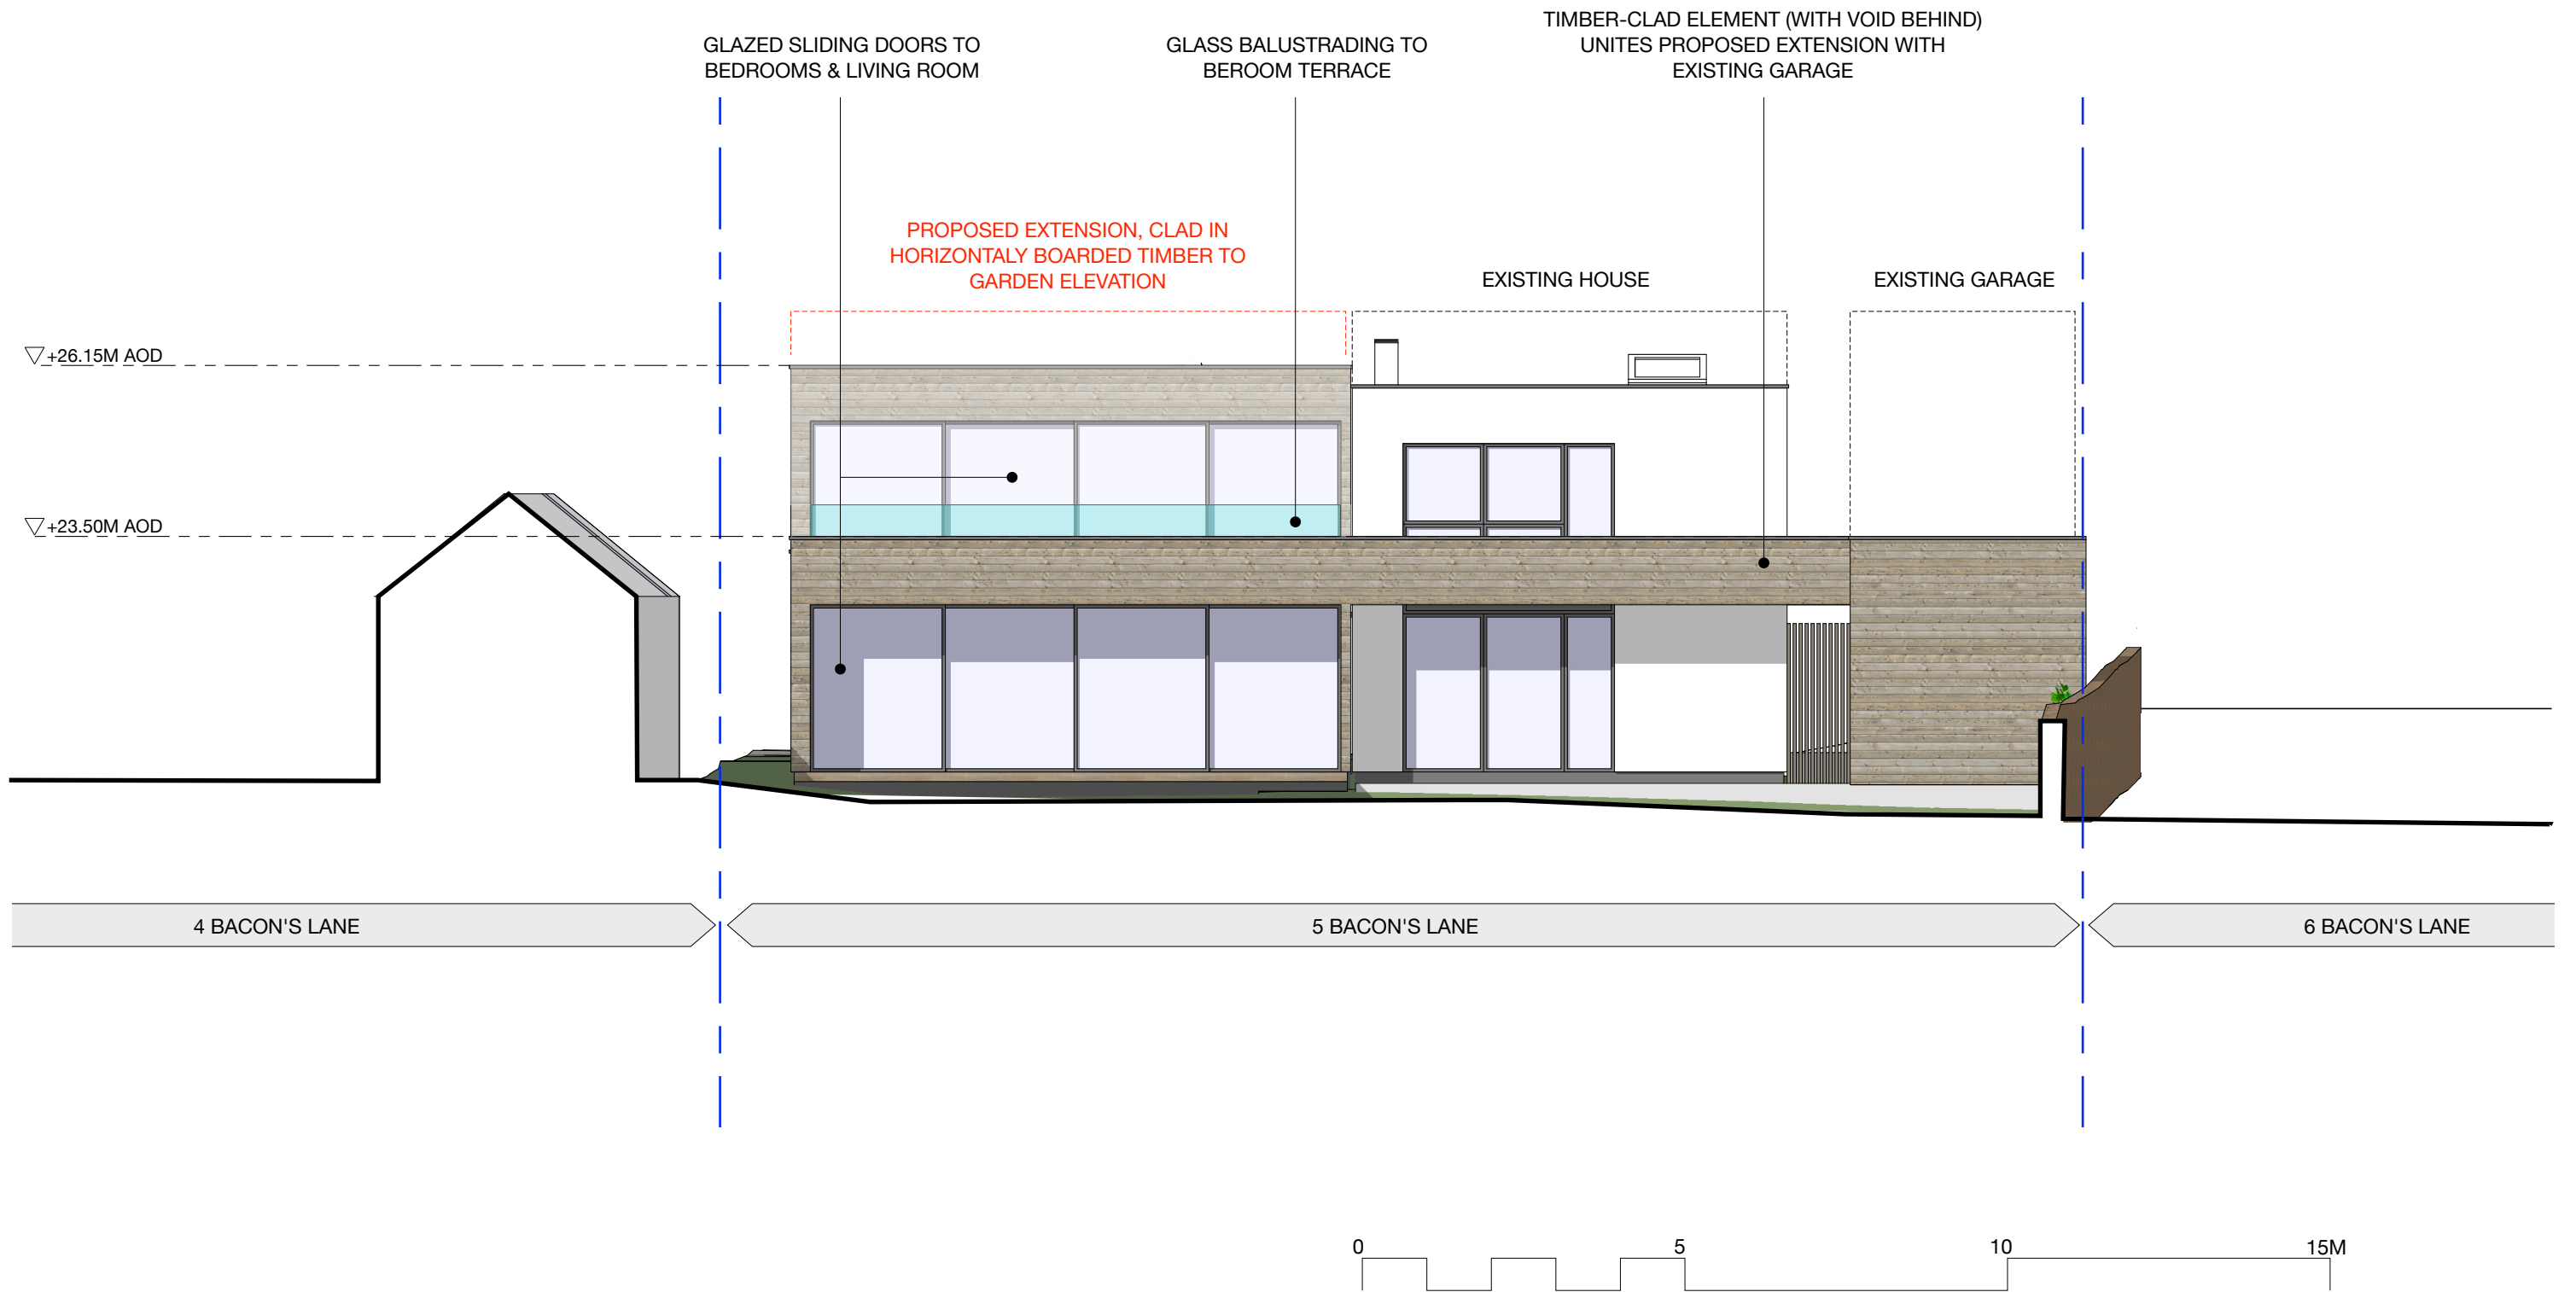 TIMBER-CLAD ELEMENT (WITH VOID BEHIND)
UNITES PROPOSED EXTENSION WITH
EXISTING GARAGE
GLAZED SLIDING DOORS TO
BEDROOMS & LIVING ROOM
GLASS BALUSTRADING TO
BEROOM TERRACE
PROPOSED EXTENSION, CLAD IN
HORIZONTALY BOARDED TIMBER TO
GARDEN ELEVATION
EXISTING HOUSE
EXISTING GARAGE
+26.15M AOD
+23.50M AOD
4 BACON'S LANE
5 BACON'S LANE
6 BACON'S LANE
0 5 10 15M